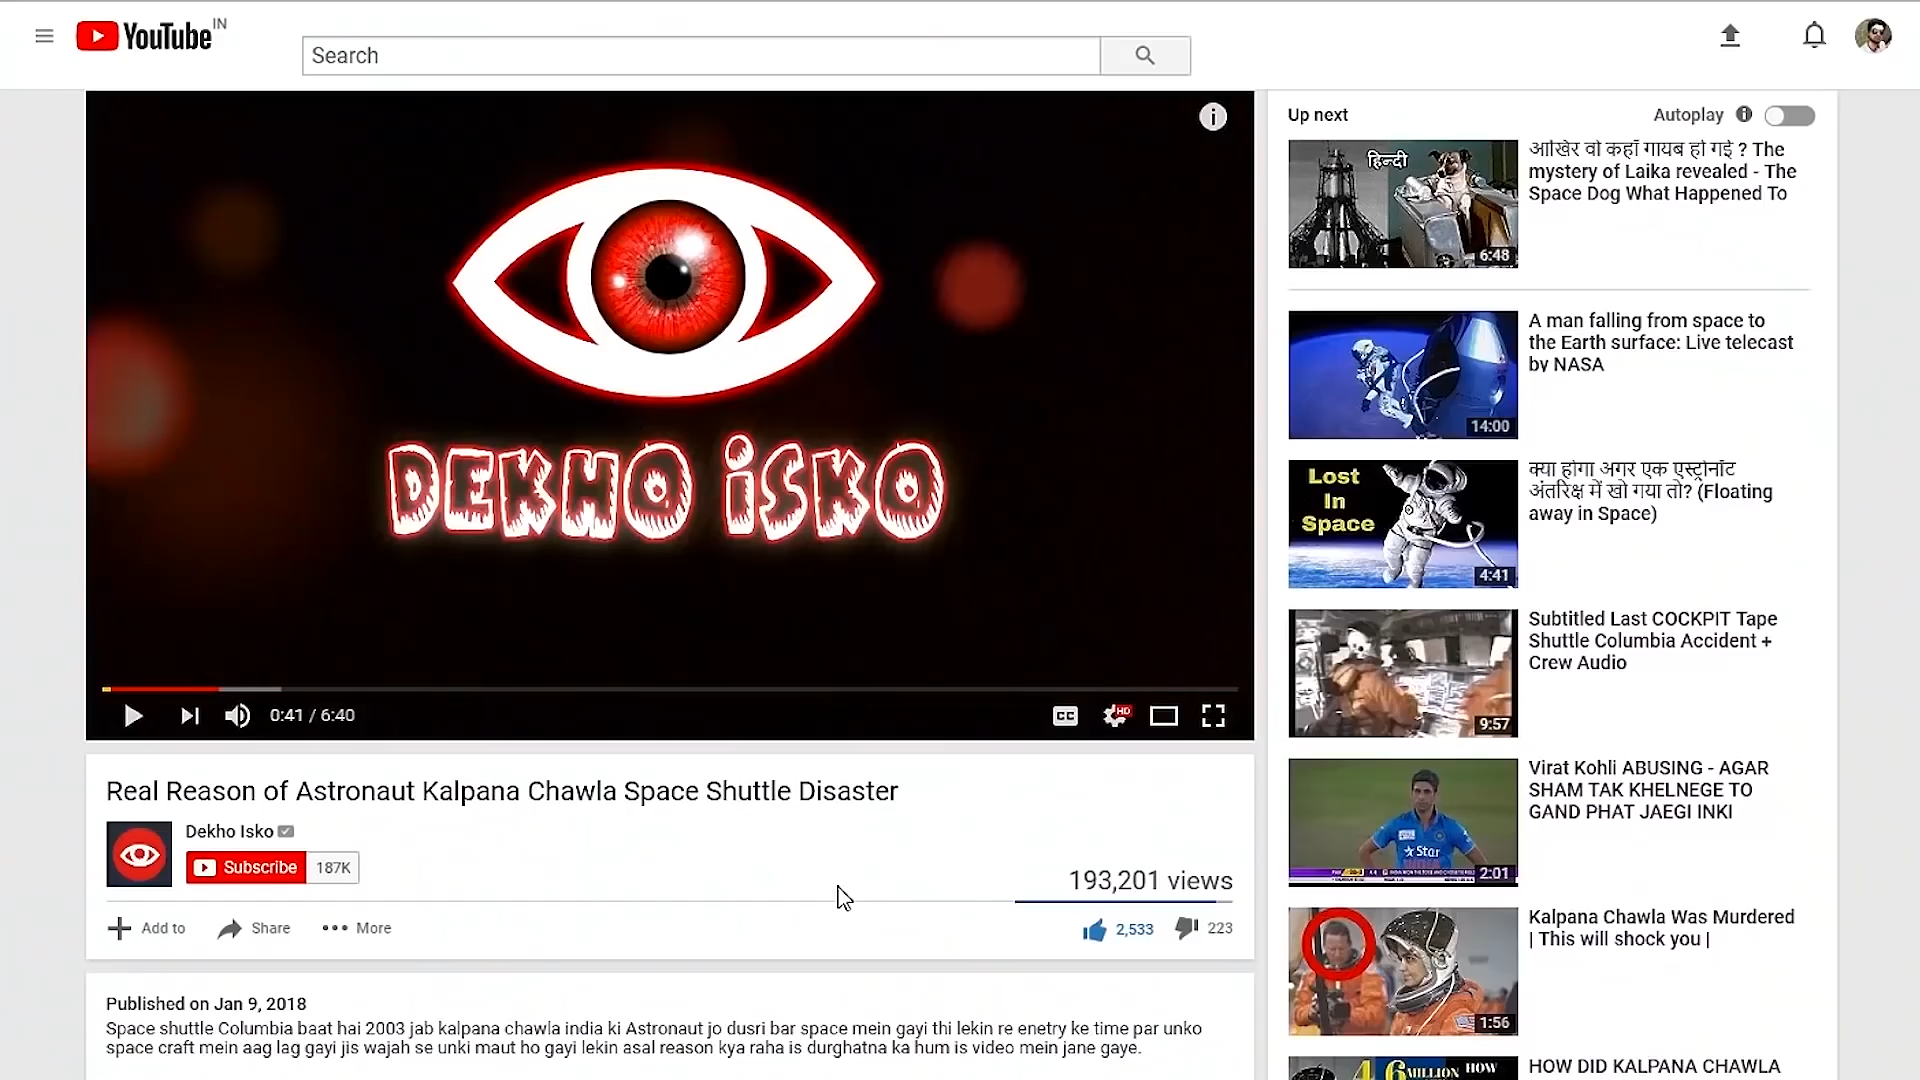 YouTube IN
Search
DEKHO iSKO
0:41 / 6:40
CC
HD
Real Reason of Astronaut Kalpana Chawla Space Shuttle Disaster
Dekho Isko
Subscribe 187K
193,201 views
Add to Share More
2,533 223
Published on Jan 9, 2018
Space shuttle Columbia baat hai 2003 jab kalpana chawla india ki Astronaut jo dusri bar space mein gayi thi lekin re enetry ke time par unko
space craft mein aag lag gayi jis wajah se unki maut ho gayi lekin asal reason kya raha is durghatna ka hum is video mein jane gaye.
Up next Autoplay
हिन्दी
6:48
आखिर वो कहाँ गायब हो गई ? The
mystery of Laika revealed - The
Space Dog What Happened To
14:00
A man falling from space to
the Earth surface: Live telecast
by NASA
Lost
In
Space
4:41
क्या होगा अगर एक एस्ट्रोनॉट
अंतरिक्ष में खो गया तो? (Floating
away in Space)
9:57
Subtitled Last COCKPIT Tape
Shuttle Columbia Accident +
Crew Audio
Star
INDIA
2:01
Virat Kohli ABUSING - AGAR
SHAM TAK KHELNEGE TO
GAND PHAT JAEGI INKI
1:56
Kalpana Chawla Was Murdered
| This will shock you |
MILLION HOW
HOW DID KALPANA CHAWLA